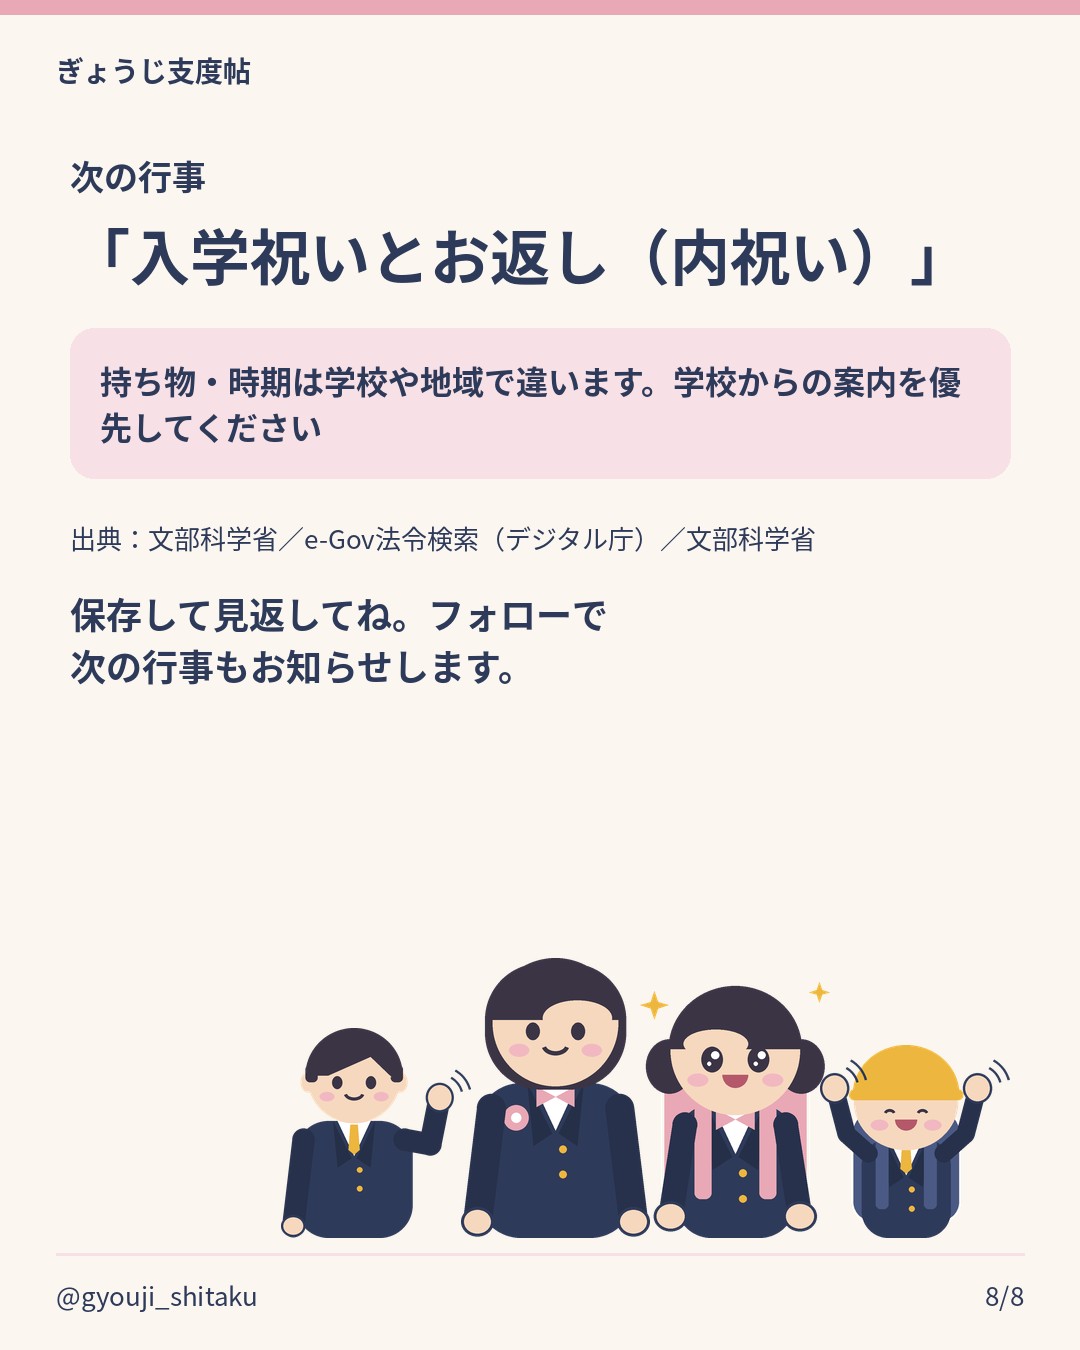 ぎょうじ支度帖
次の行事
「入学祝いとお返し（内祝い）」
持ち物・時期は学校や地域で違います。学校からの案内を優
先してください
出典：文部科学省／e-Gov法令検索（デジタル庁）／文部科学省
保存して見返してね。フォローで
次の行事もお知らせします。
@gyouji_shitaku
8/8